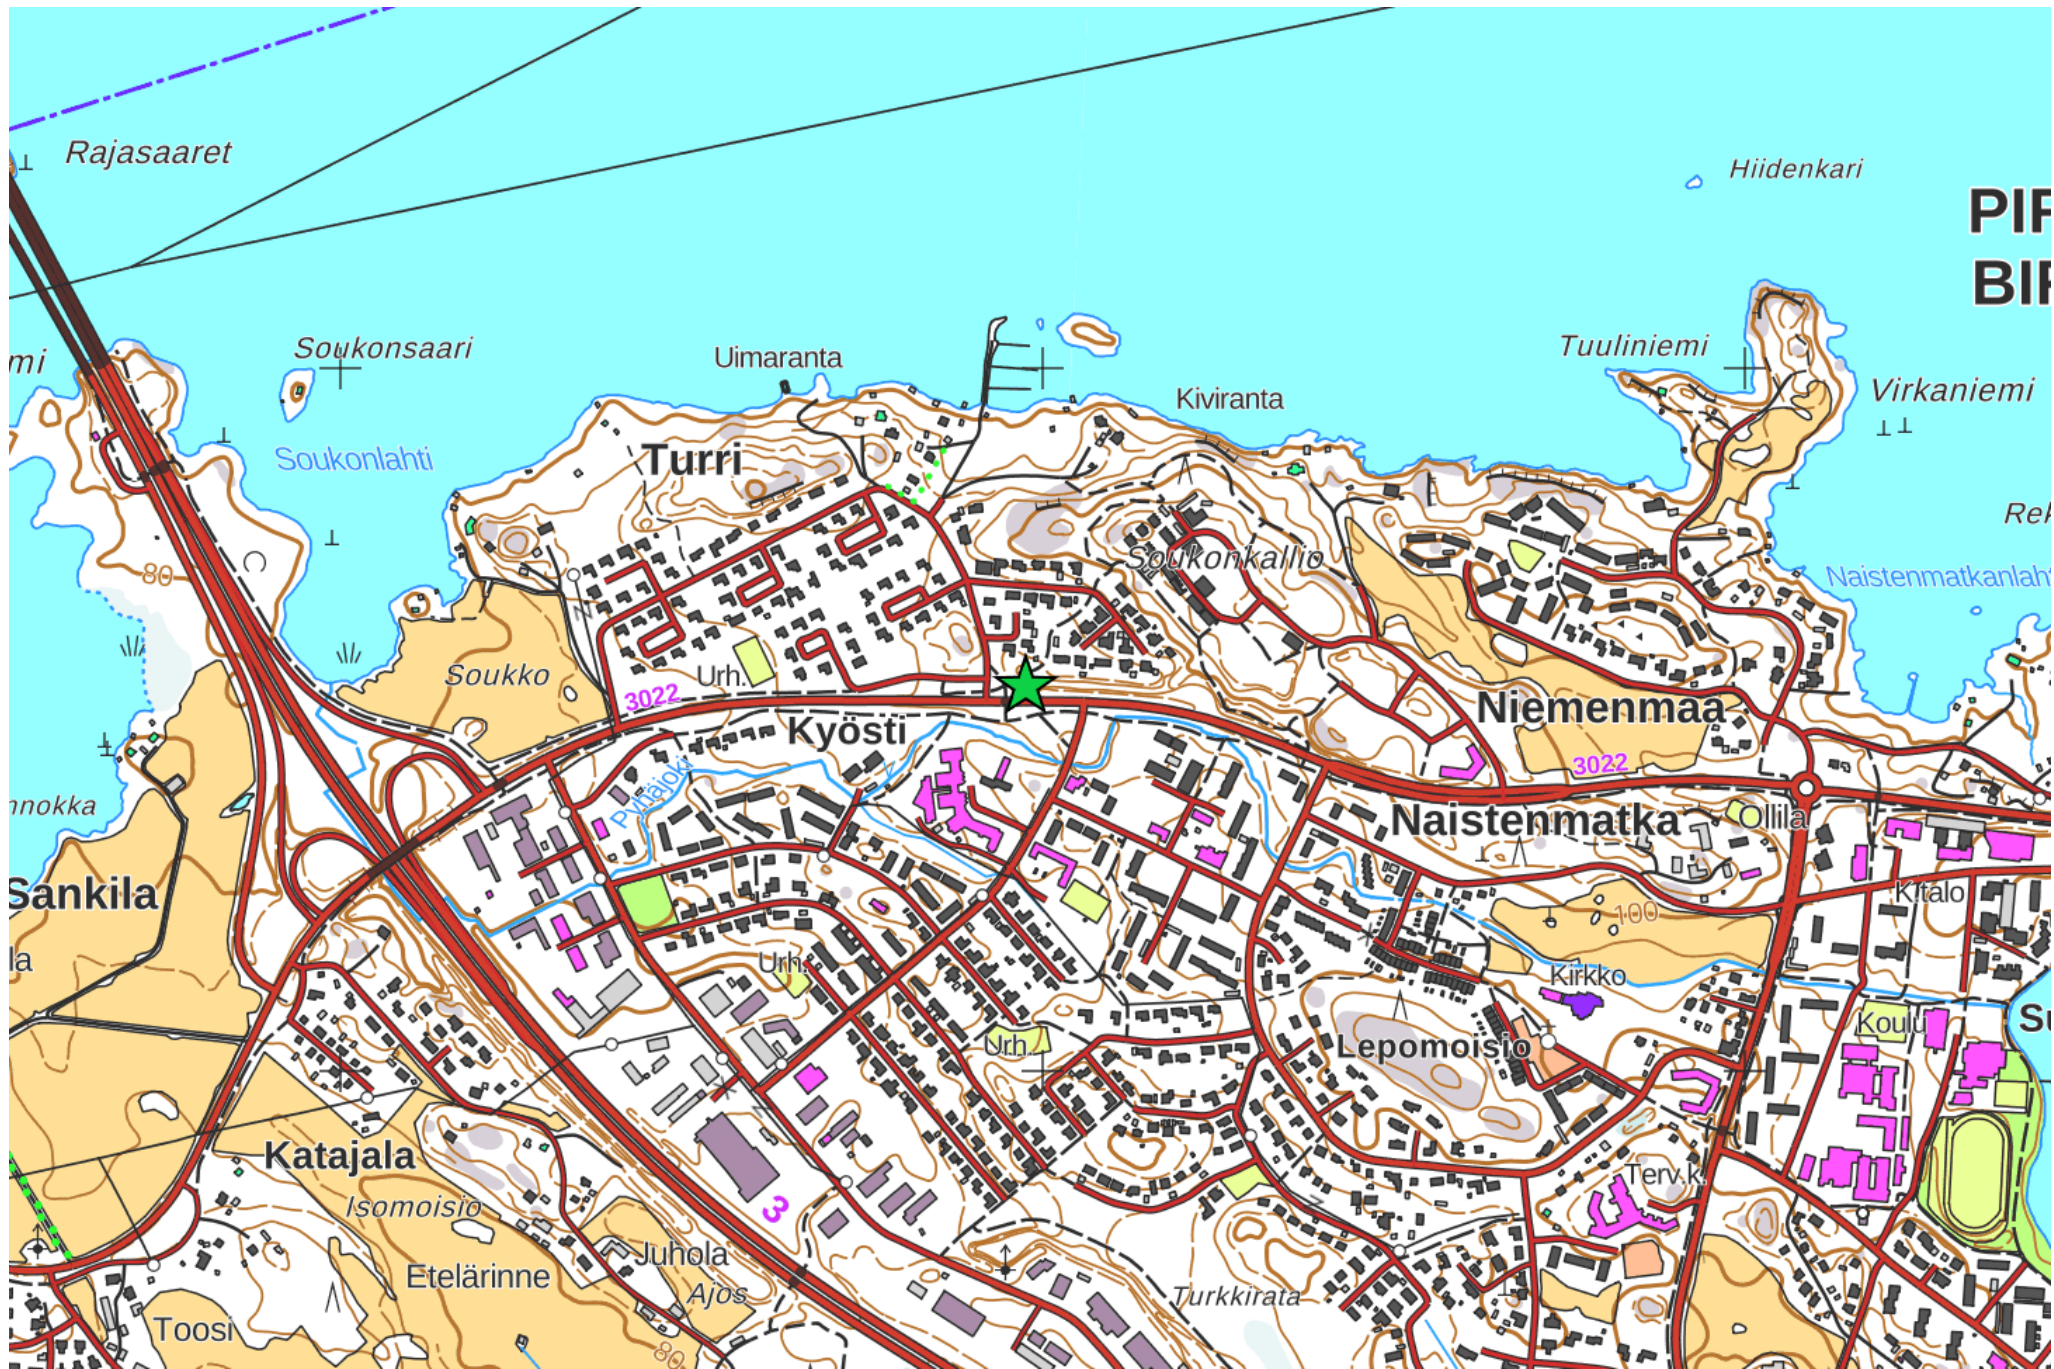 Rajasaaret
Hiidenkari
PIR
BIR
Soukonsaari
mi
Uimaranta
Tuuliniemi
Virkaniemi
Kiviranta
Soukonlahti
Turri
Rek
80
Soukonkallio
Naistenmatkanlaht
Soukko
Urh.
3022
Kyösti
Niemenmaa
3022
Pyhäjoki
nnokka
Naistenmatka
Ollila
Sankila
K.talo
100
la
Urh.
Kirkko
Koulu
Su
Urh.
Lepomoisio
Katajala
Terv.k.
Isomoisio
3
Juhola
Etelärinne
Ajos
Turkkirata
Toosi
80